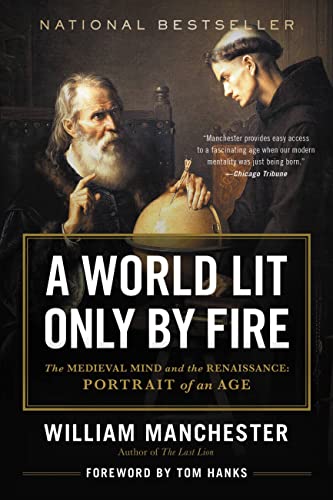 NATIONAL BESTSELLER
"Manchester provides easy access
to a fascinating age when our modern
mentality was just being born."
—Chicago Tribune
A WORLD LIT
ONLY BY FIRE
The MEDIEVAL MIND and the RENAISSANCE:
PORTRAIT of an AGE
WILLIAM MANCHESTER
Author of The Last Lion
FOREWORD BY TOM HANKS